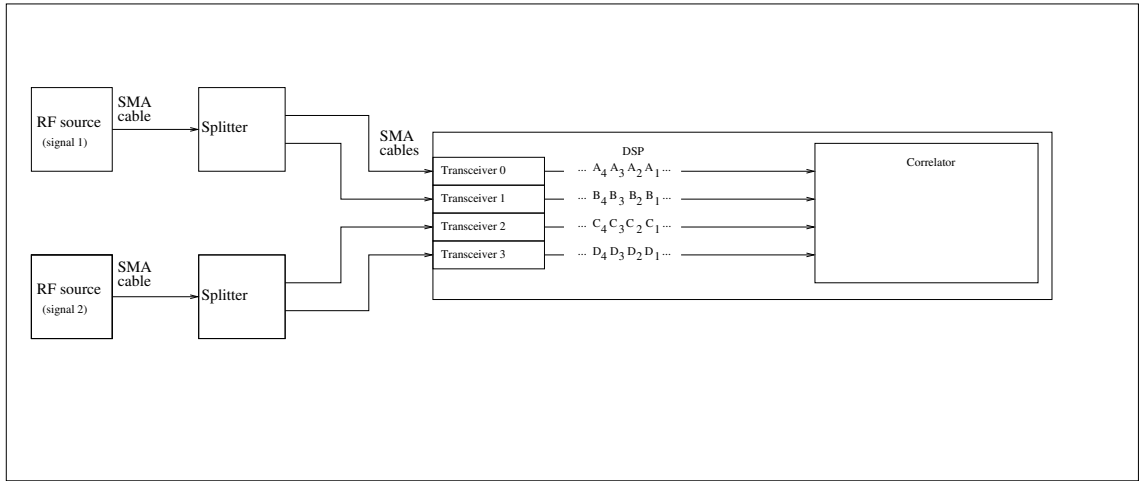 SMA
cable
RF source
(signal 1)
Splitter
SMA
cables
DSP
Correlator
Transceiver 0
... A4 A3 A2 A1 ...
Transceiver 1
... B4 B3 B2 B1 ...
Transceiver 2
... C4 C3 C2 C1 ...
Transceiver 3
... D4 D3 D2 D1 ...
SMA
cable
RF source
(signal 2)
Splitter